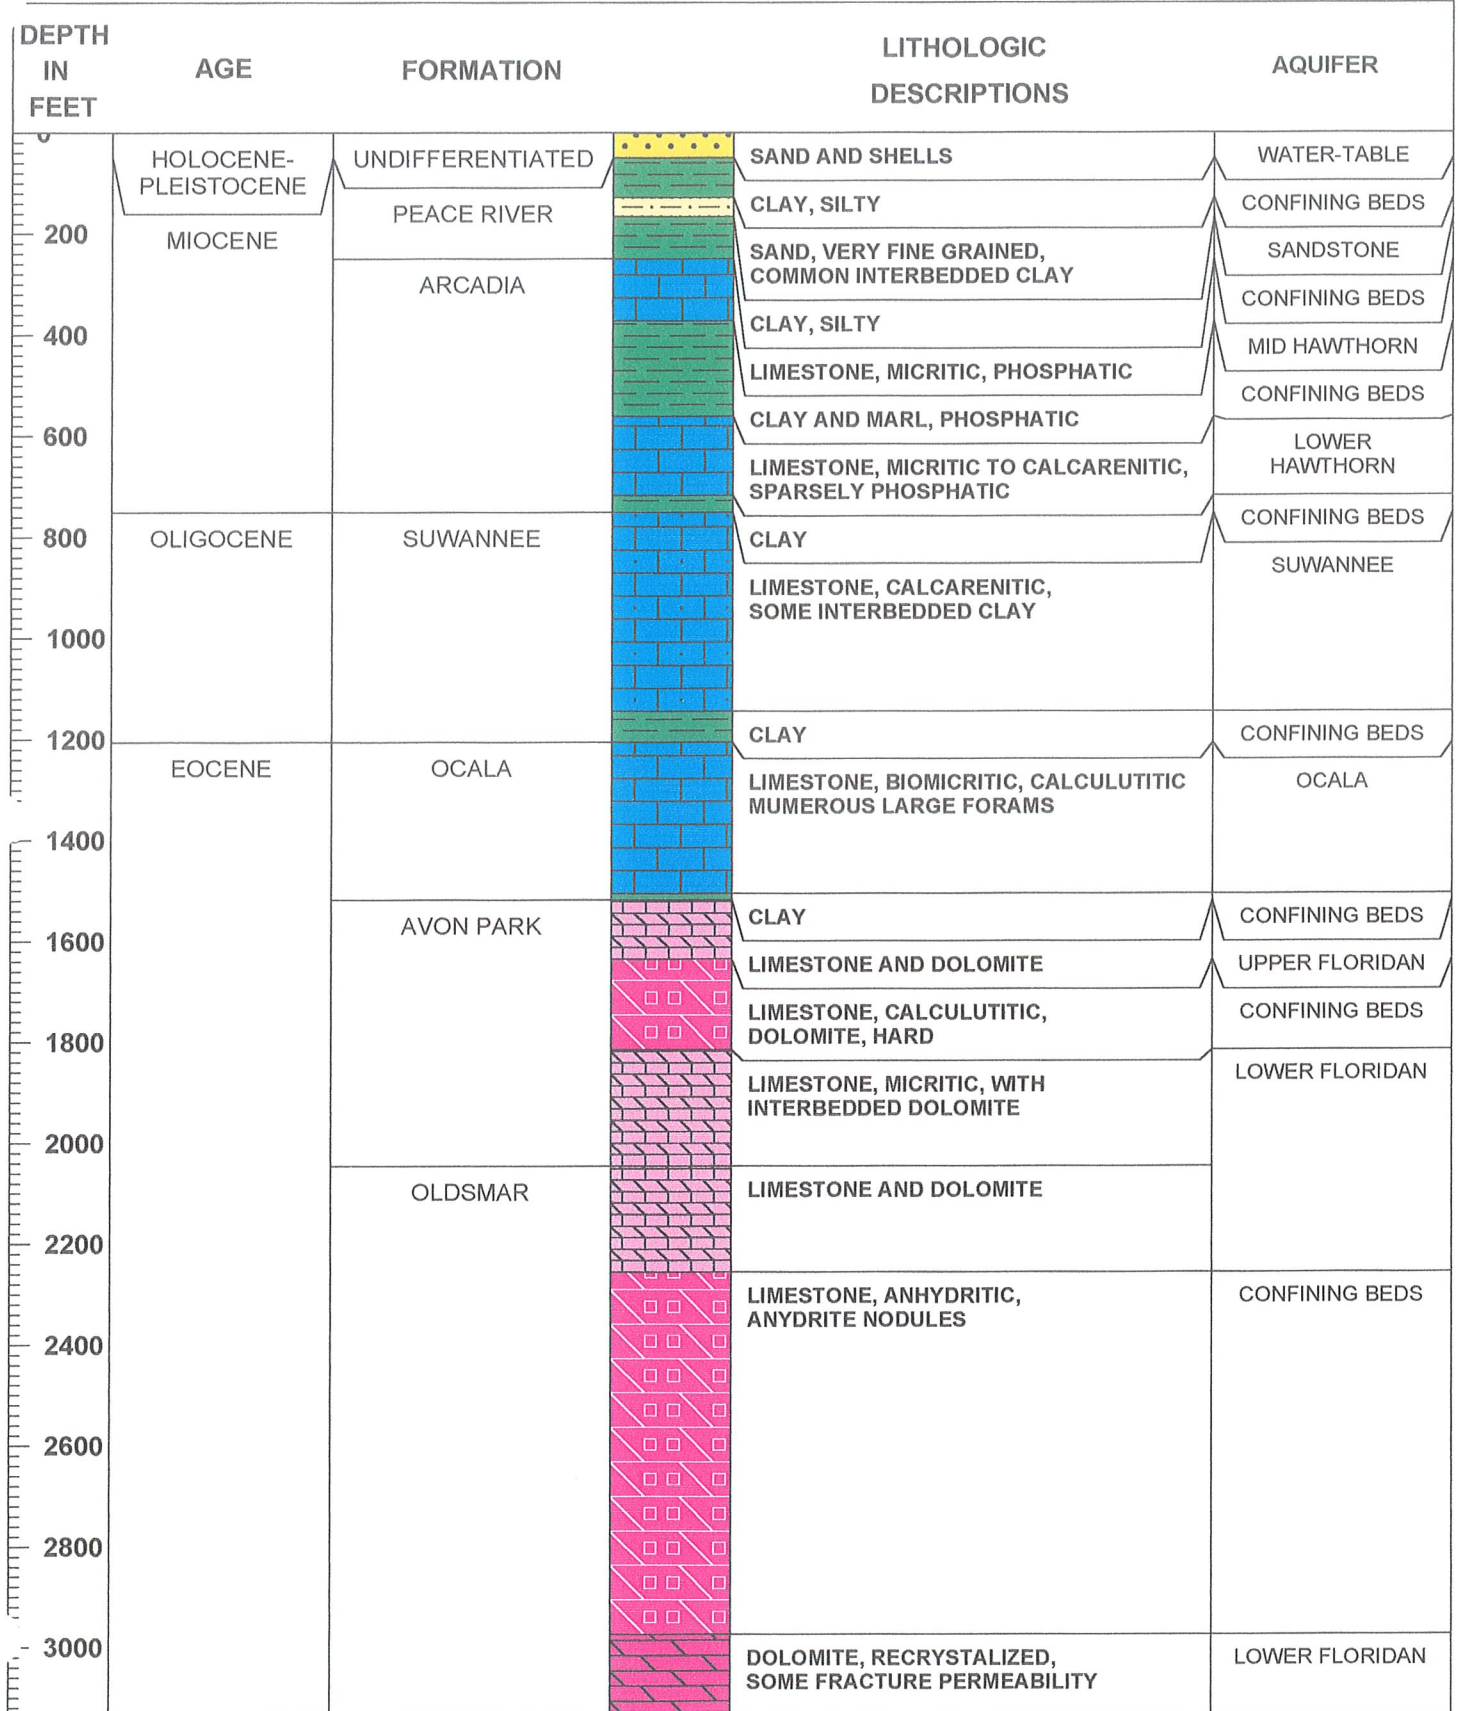 DEPTH
IN
FEET
AGE
FORMATION
LITHOLOGIC
DESCRIPTIONS
AQUIFER
0
200
400
600
800
1000
1200
1400
1600
1800
2000
2200
2400
2600
2800
3000
HOLOCENE-
PLEISTOCENE
MIOCENE
OLIGOCENE
EOCENE
UNDIFFERENTIATED
PEACE RIVER
ARCADIA
SUWANNEE
OCALA
AVON PARK
OLDSMAR
SAND AND SHELLS
CLAY, SILTY
SAND, VERY FINE GRAINED,
COMMON INTERBEDDED CLAY
CLAY, SILTY
LIMESTONE, MICRITIC, PHOSPHATIC
CLAY AND MARL, PHOSPHATIC
LIMESTONE, MICRITIC TO CALCARENITIC,
SPARSELY PHOSPHATIC
CLAY
LIMESTONE, CALCARENITIC,
SOME INTERBEDDED CLAY
CLAY
LIMESTONE, BIOMICRITIC, CALCULUTITIC
MUMEROUS LARGE FORAMS
CLAY
LIMESTONE AND DOLOMITE
LIMESTONE, CALCULUTITIC,
DOLOMITE, HARD
LIMESTONE, MICRITIC, WITH
INTERBEDDED DOLOMITE
LIMESTONE AND DOLOMITE
LIMESTONE, ANHYDRITIC,
ANYDRITE NODULES
DOLOMITE, RECRYSTALIZED,
SOME FRACTURE PERMEABILITY
WATER-TABLE
CONFINING BEDS
SANDSTONE
CONFINING BEDS
MID HAWTHORN
CONFINING BEDS
LOWER
HAWTHORN
CONFINING BEDS
SUWANNEE
CONFINING BEDS
OCALA
CONFINING BEDS
UPPER FLORIDAN
CONFINING BEDS
LOWER FLORIDAN
CONFINING BEDS
LOWER FLORIDAN